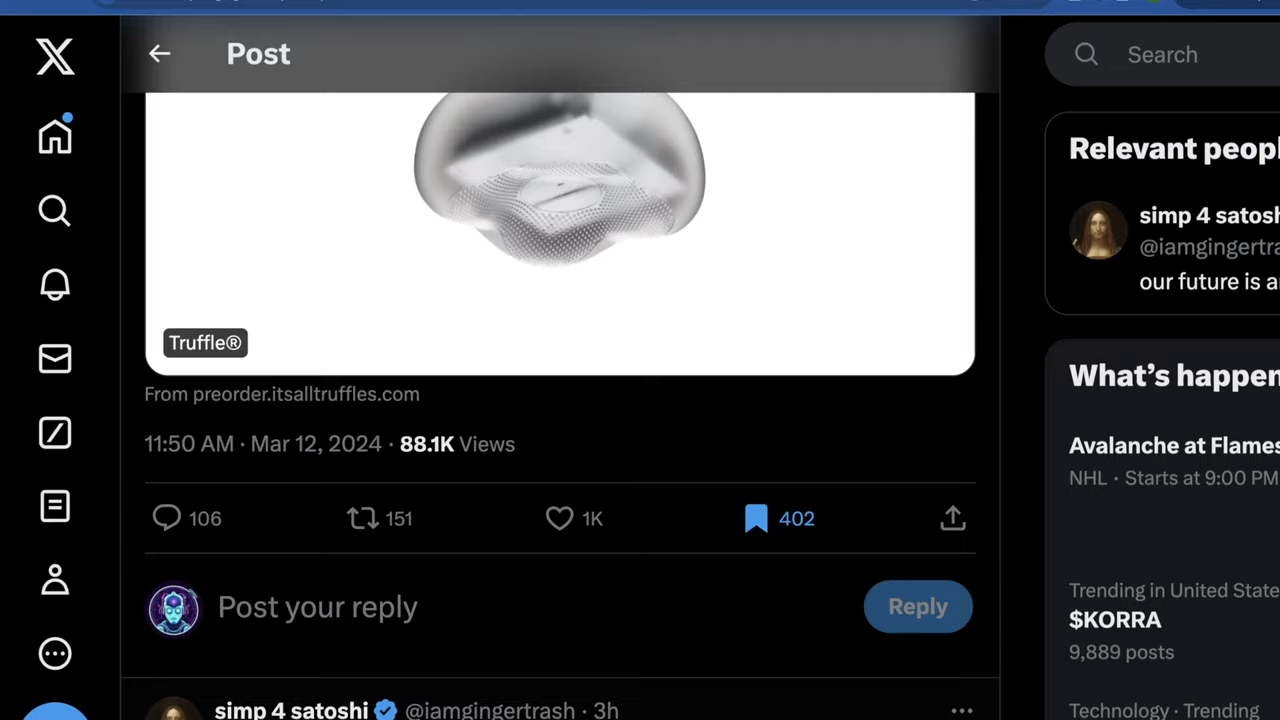 Post
Search
Truffle®
From preorder.itsalltruffles.com
11:50 AM · Mar 12, 2024 · 88.1K Views
106
151
1K
402
Post your reply
Reply
simp 4 satoshi @iamgingertrash · 3h
Relevant peopl
simp 4 satosh
@iamgingertra
our future is a
What's happen
Avalanche at Flames
NHL · Starts at 9:00 PM
Trending in United State
$KORRA
9,889 posts
Technology · Trending